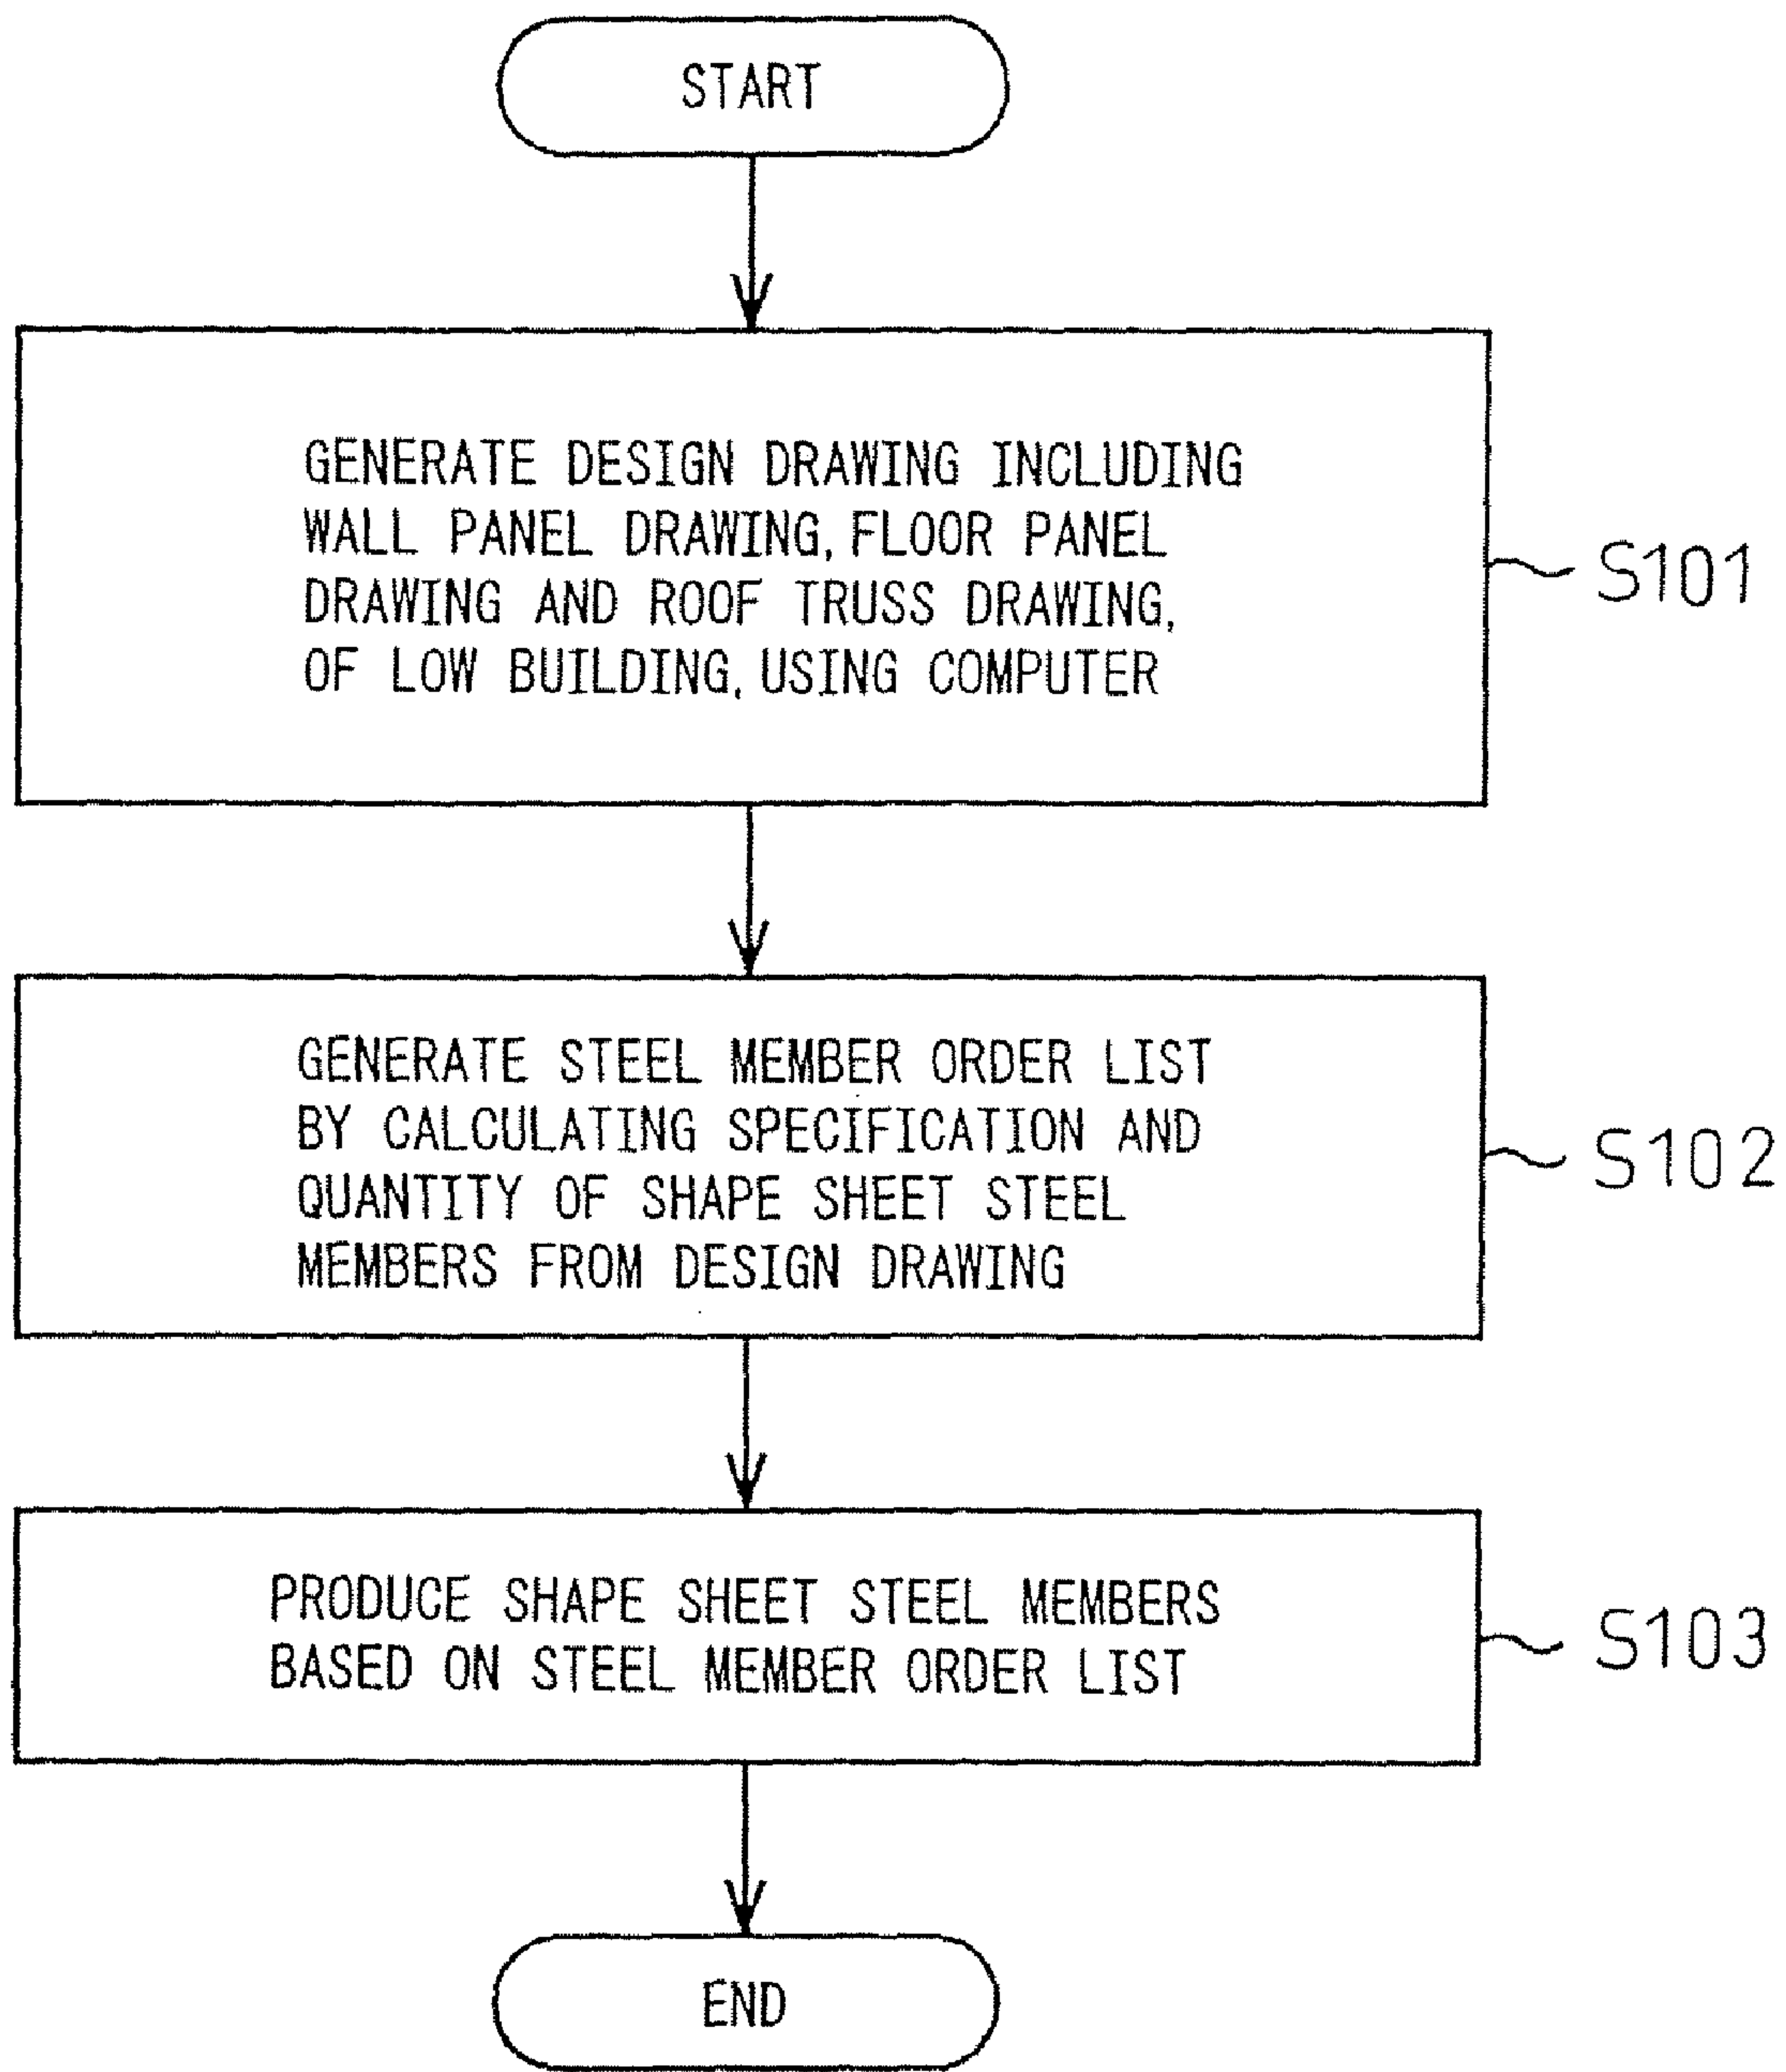 START
GENERATE DESIGN DRAWING INCLUDING
WALL PANEL DRAWING, FLOOR PANEL
DRAWING AND ROOF TRUSS DRAWING,
OF LOW BUILDING, USING COMPUTER
S101
GENERATE STEEL MEMBER ORDER LIST
BY CALCULATING SPECIFICATION AND
QUANTITY OF SHAPE SHEET STEEL
MEMBERS FROM DESIGN DRAWING
S102
PRODUCE SHAPE SHEET STEEL MEMBERS
BASED ON STEEL MEMBER ORDER LIST
S103
END